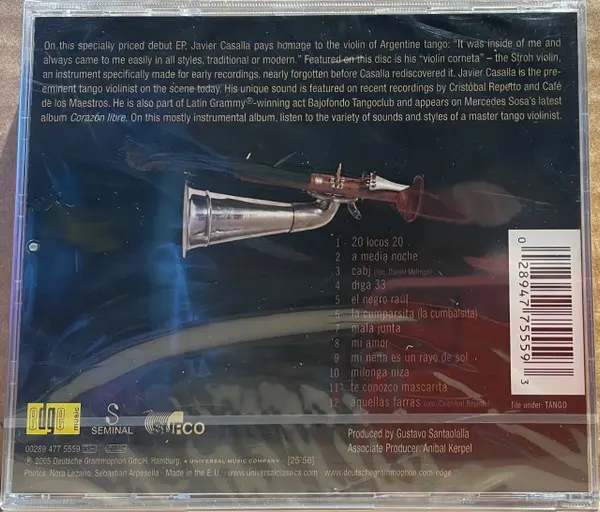 On this specially priced debut EP, Javier Casalla pays homage to the violin of Argentine tango: “It was inside of me and
always came to me easily in all styles, traditional or modern.” Featured on this disc is his “violin corneta” – the Stroh violin,
an instrument specifically made for early recordings, nearly forgotten before Casalla rediscovered it. Javier Casalla is the pre-
eminent tango violinist on the scene today. His unique sound is featured on recent recordings by Cristóbal Repetto and Café
de los Maestros. He is also part of Latin Grammy®-winning act Bajofondo Tangoclub and appears on Mercedes Sosa's latest
album Corazón libre. On this mostly instrumental album, listen to the variety of sounds and styles of a master tango violinist.
1 - 20 locos 20
2 a media noche
3 cabj (voc. Daniel Melingo)
4 diga 33
5 el negro raúl
6 la cumparsita (la cumbalsita)
7 mala junta
8 mi amor
9 mi nena es un rayo de sol
10 milonga niza
11 te conozco mascarita
12 aquellas farras (voc. Cristóbal Repetto)
0 28947 75559 3
file under: TANGO
edge music
S
SEMINAL
SURCO
Produced by Gustavo Santaolalla
Associate Producer: Aníbal Kerpel
00289 477 5559
℗ 2005 Deutsche Grammophon GmbH, Hamburg. A UNIVERSAL MUSIC COMPANY [25'56]
Photos: Nora Lezano, Sebastián Arpesella · Made in the E.U. · www.universalclassics.com · www.deutschegrammophon.com/edge